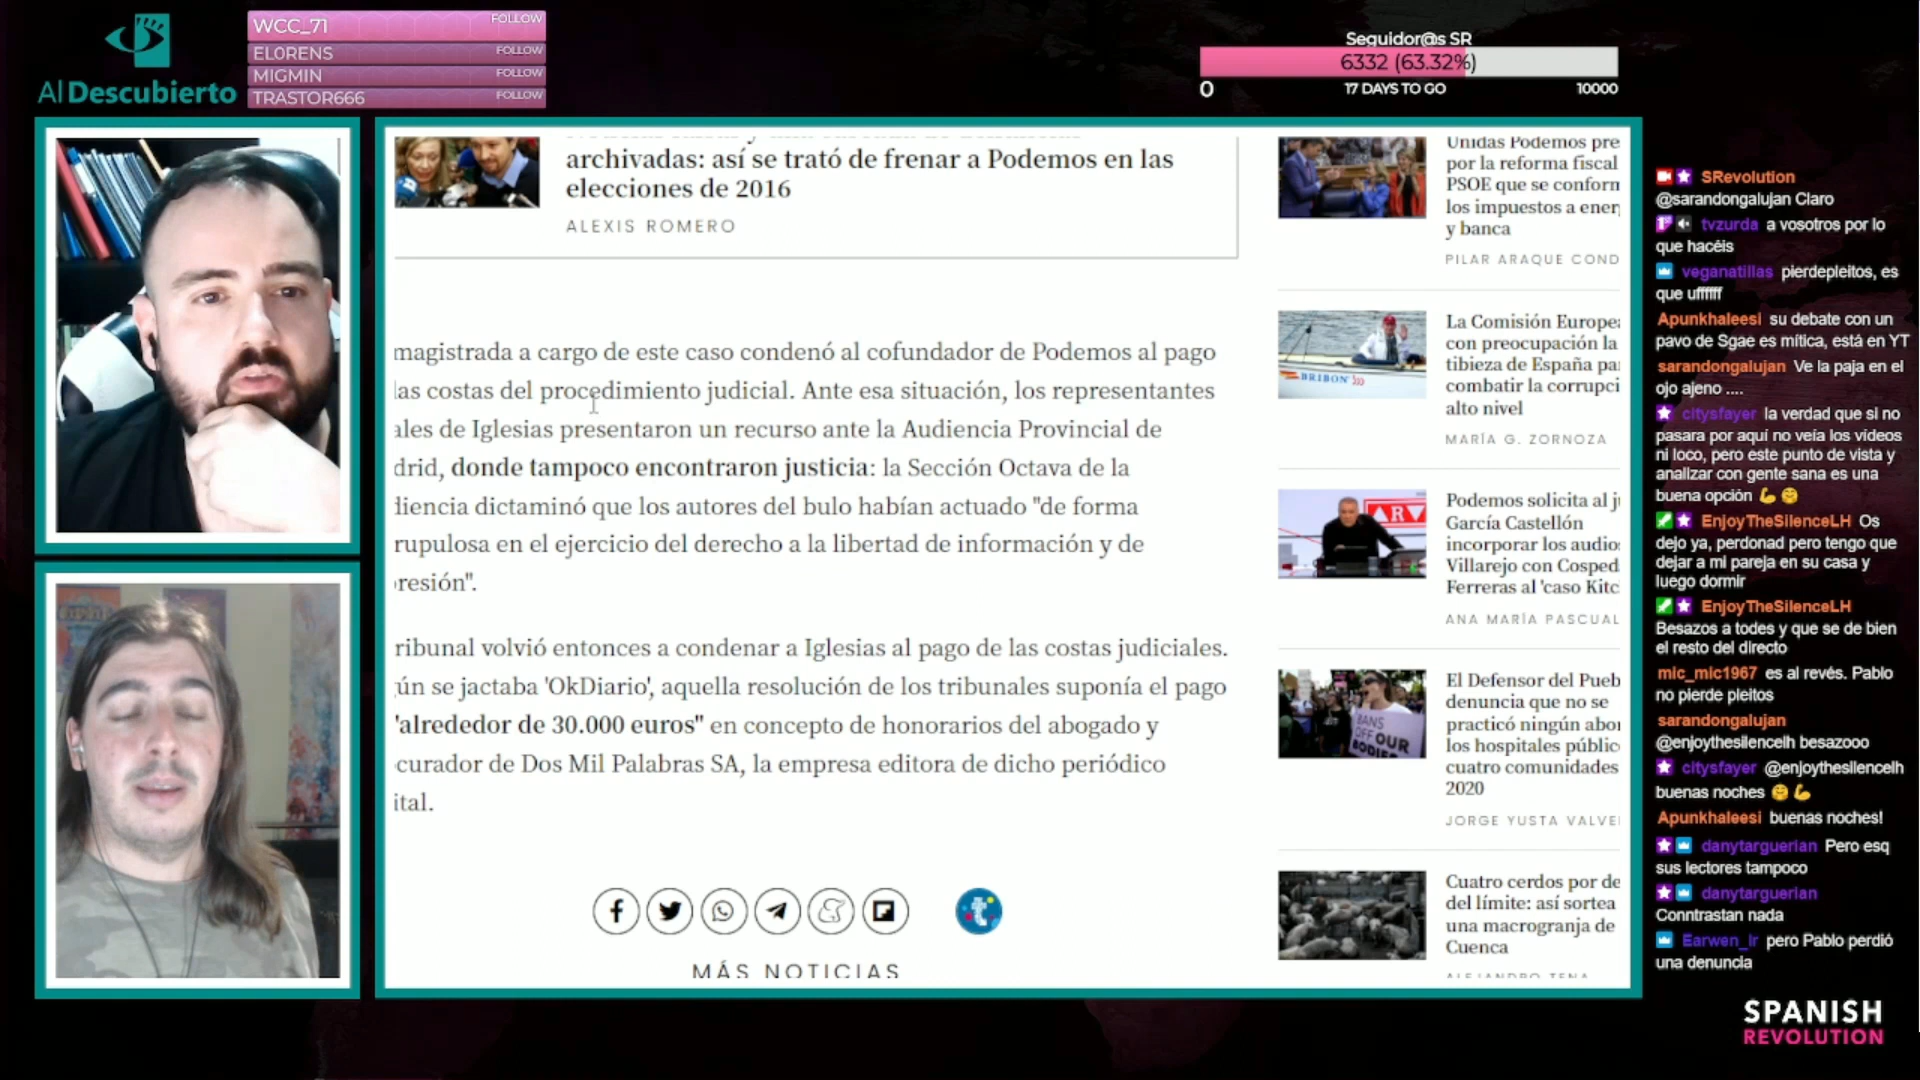 Al Descubierto
WCC_71 FOLLOW
EL0RENS FOLLOW
MIGMIN FOLLOW
TRASTOR666 FOLLOW
Seguidor@s SR
6332 (63.32%)
0 17 DAYS TO GO 10000
archivadas: así se trató de frenar a Podemos en las
elecciones de 2016
ALEXIS ROMERO
magistrada a cargo de este caso condenó al cofundador de Podemos al pago
las costas del procedimiento judicial. Ante esa situación, los representantes
ales de Iglesias presentaron un recurso ante la Audiencia Provincial de
drid, donde tampoco encontraron justicia: la Sección Octava de la
diencia dictaminó que los autores del bulo habían actuado "de forma
rupulosa en el ejercicio del derecho a la libertad de información y de
resión".
ribunal volvió entonces a condenar a Iglesias al pago de las costas judiciales.
ún se jactaba 'OkDiario', aquella resolución de los tribunales suponía el pago
"alrededor de 30.000 euros" en concepto de honorarios del abogado y
curador de Dos Mil Palabras SA, la empresa editora de dicho periódico
ital.
MÁS NOTICIAS
Unidas Podemos pre
por la reforma fiscal
PSOE que se conform
los impuestos a ener
y banca
PILAR ARAQUE COND
BRIBON
La Comisión Europe
con preocupación la
tibieza de España pa
combatir la corrupci
alto nivel
MARÍA G. ZORNOZA
ARV
Podemos solicita al j
García Castellón
incorporar los audio
Villarejo con Cosped
Ferreras al 'caso Kitc
ANA MARÍA PASCUAL
BANS
OFF OUR
BODIES
El Defensor del Pueb
denuncia que no se
practicó ningún abo
los hospitales públic
cuatro comunidades
2020
JORGE YUSTA VALVE
Cuatro cerdos por de
del límite: así sortea
una macrogranja de
Cuenca
ALEJANDRO TENA
SRevolution
@sarandongalujan Claro
tvzurda a vosotros por lo
que hacéis
veganatillas pierdepleitos, es
que ufffffff
Apunkhaleesi su debate con un
pavo de Sgae es mítica, está en YT
sarandongalujan Ve la paja en el
ojo ajeno ....
citysfayer la verdad que si no
pasara por aquí no veía los vídeos
ni loco, pero este punto de vista y
analizar con gente sana es una
buena opción 💪 🤗
EnjoyTheSilenceLH Os
dejo ya, perdonad pero tengo que
dejar a mi pareja en su casa y
luego dormir
EnjoyTheSilenceLH
Besazos a todes y que se de bien
el resto del directo
mic_mic1967 es al revés. Pablo
no pierde pleitos
sarandongalujan
@enjoythesilencelh besazooo
citysfayer @enjoythesilencelh
buenas noches 🤗 💪
Apunkhaleesi buenas noches!
danytarguerian Pero esq
sus lectores tampoco
danytarguerian
Conntrastan nada
Earwen_Ir pero Pablo perdió
una denuncia
SPANISH
REVOLUTION